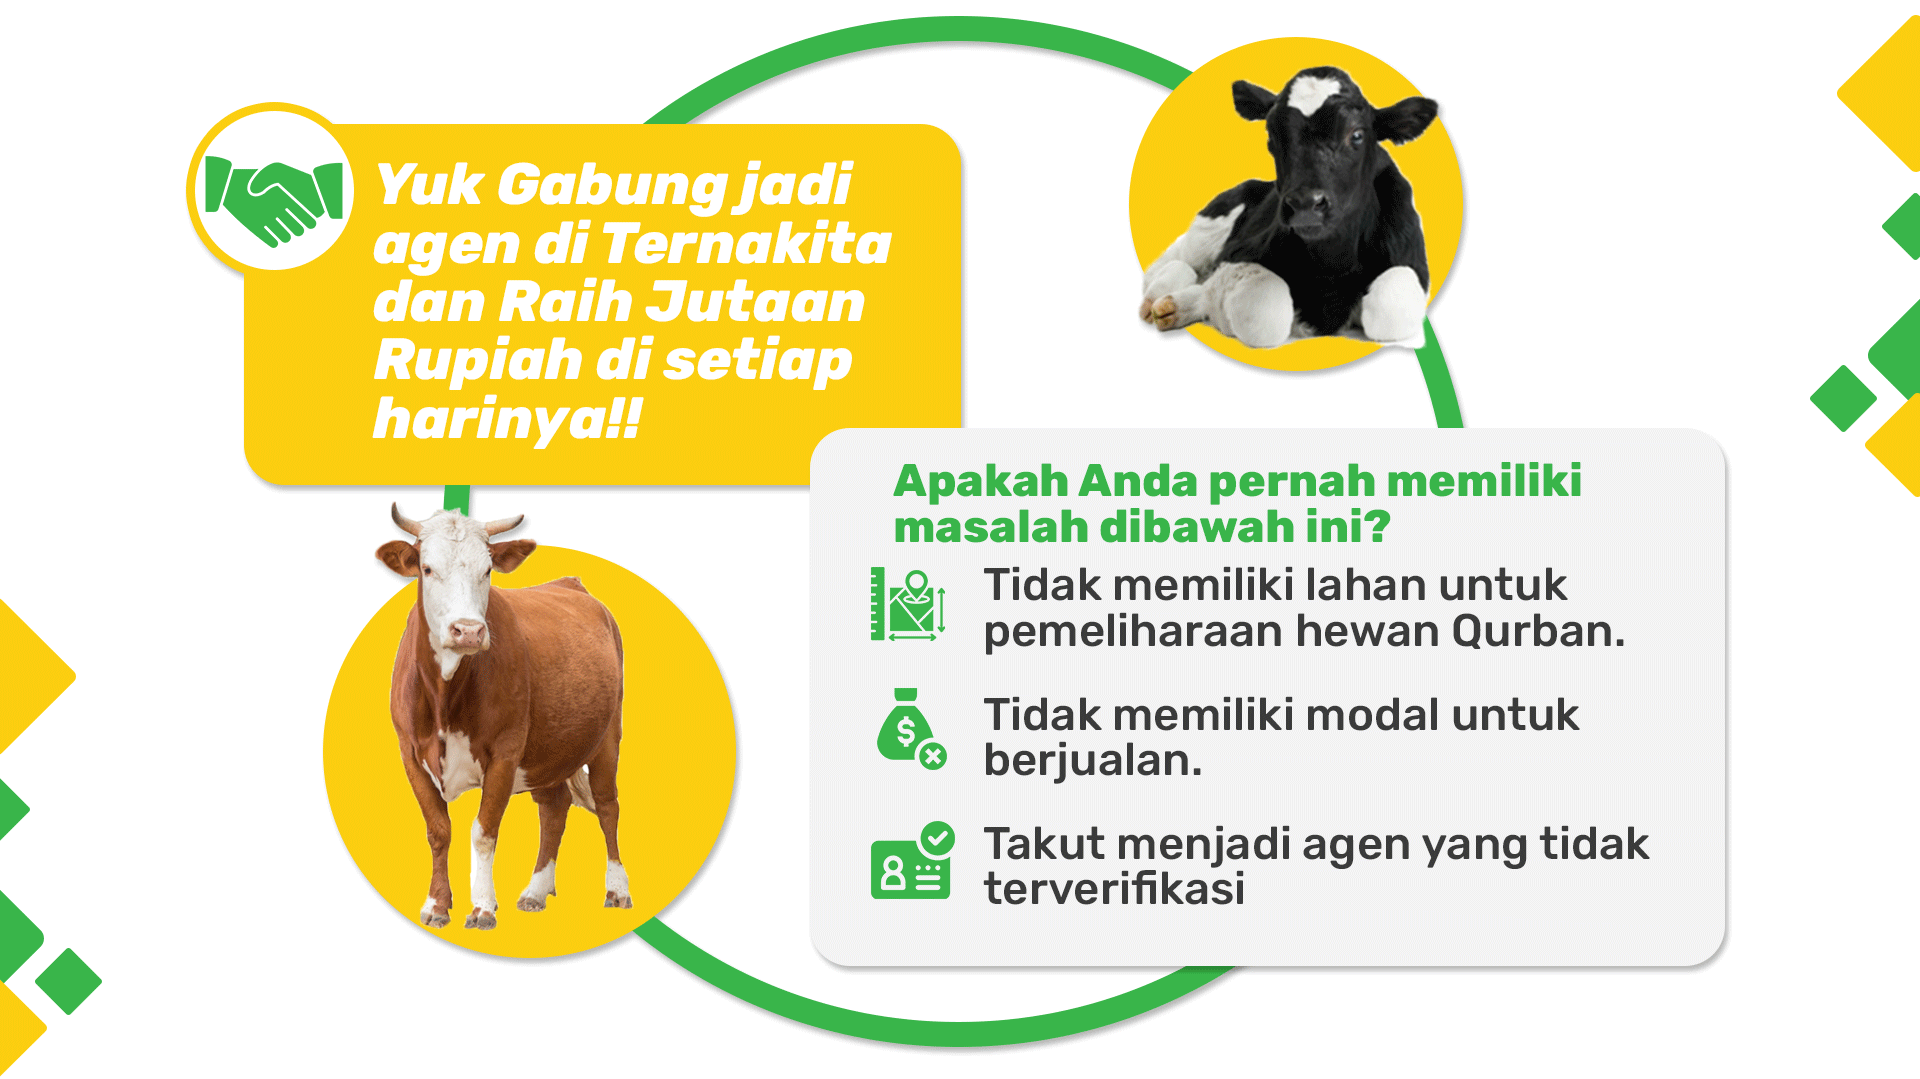 Yuk Gabung jadi
agen di Ternakita
dan Raih Jutaan
Rupiah di setiap
harinya!!
Apakah Anda pernah memiliki
masalah dibawah ini?
Tidak memiliki lahan untuk
pemeliharaan hewan Qurban.
Tidak memiliki modal untuk
berjualan.
Takut menjadi agen yang tidak
terverifikasi